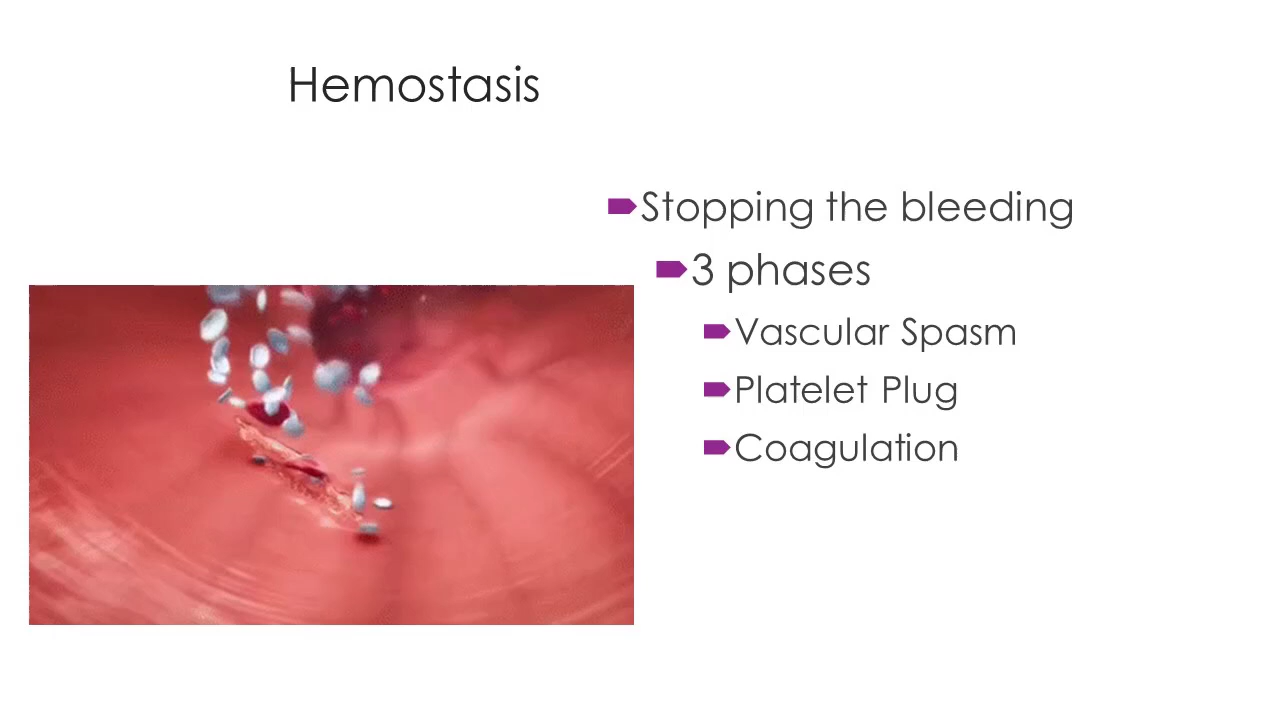 Hemostasis
Stopping the bleeding
3 phases
Vascular Spasm
Platelet Plug
Coagulation